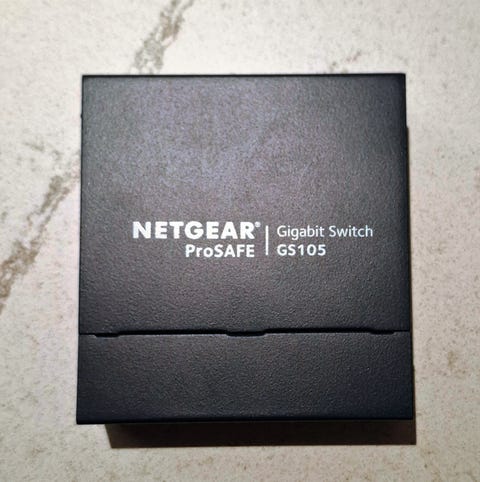 NETGEAR® | Gigabit Switch
ProSAFE | GS105